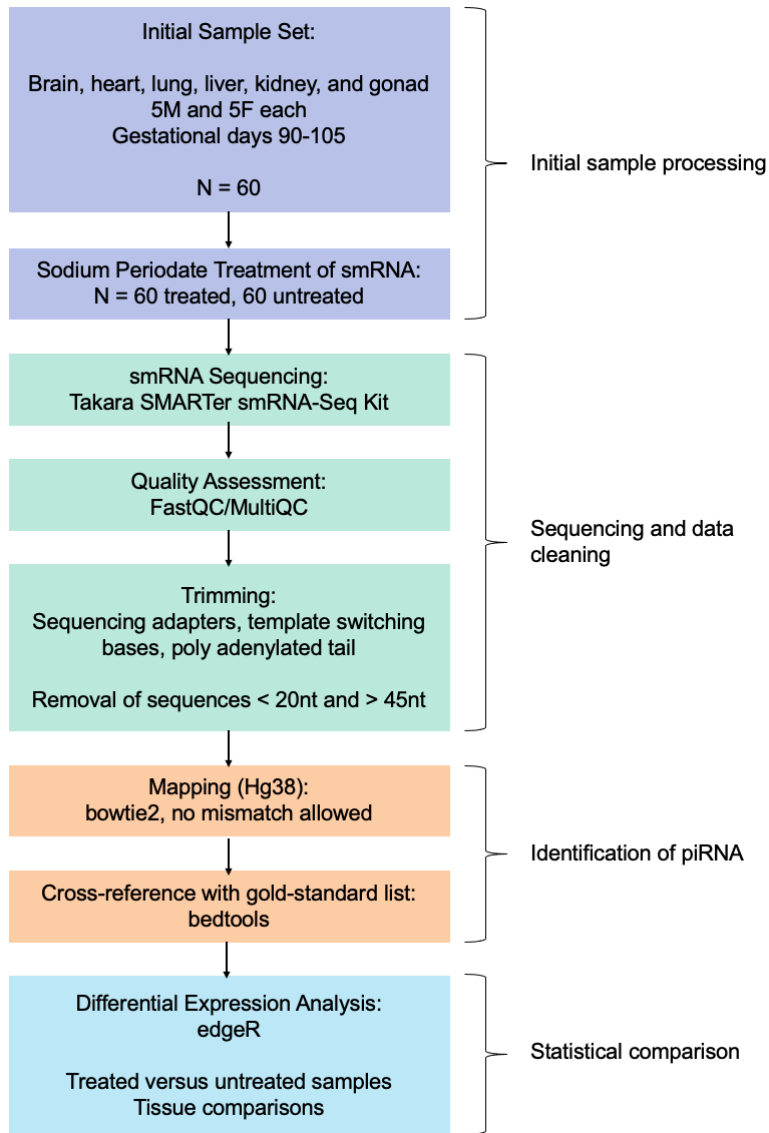 Initial Sample Set:
Brain, heart, lung, liver, kidney, and gonad
5M and 5F each
Gestational days 90-105
N = 60
Initial sample processing
Sodium Periodate Treatment of smRNA:
N = 60 treated, 60 untreated
smRNA Sequencing:
Takara SMARTer smRNA-Seq Kit
Quality Assessment:
FastQC/MultiQC
Sequencing and data
cleaning
Trimming:
Sequencing adapters, template switching
bases, poly adenylated tail
Removal of sequences < 20nt and > 45nt
Mapping (Hg38):
bowtie2, no mismatch allowed
Identification of piRNA
Cross-reference with gold-standard list:
bedtools
Differential Expression Analysis:
edgeR
Treated versus untreated samples
Tissue comparisons
Statistical comparison